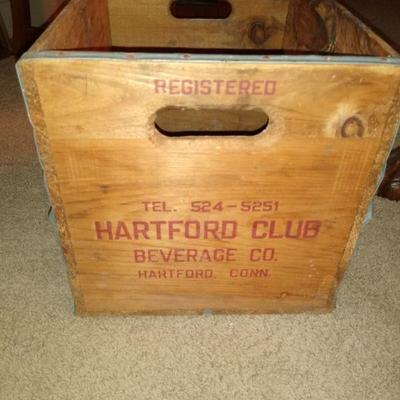 REGISTERED
TEL. 524-5251
HARTFORD CLUB
BEVERAGE CO.
HARTFORD, CONN.